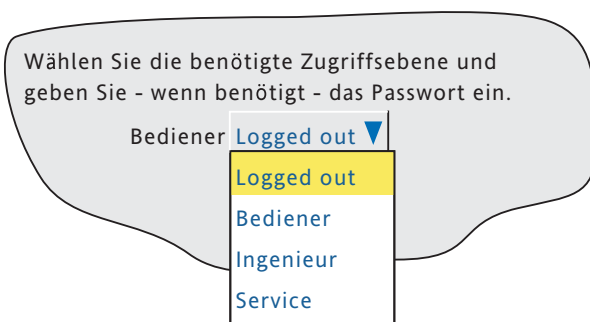 Wählen Sie die benötigte Zugriffsebene und
geben Sie - wenn benötigt - das Passwort ein.
Bediener Logged out
Logged out
Bediener
Ingenieur
Service